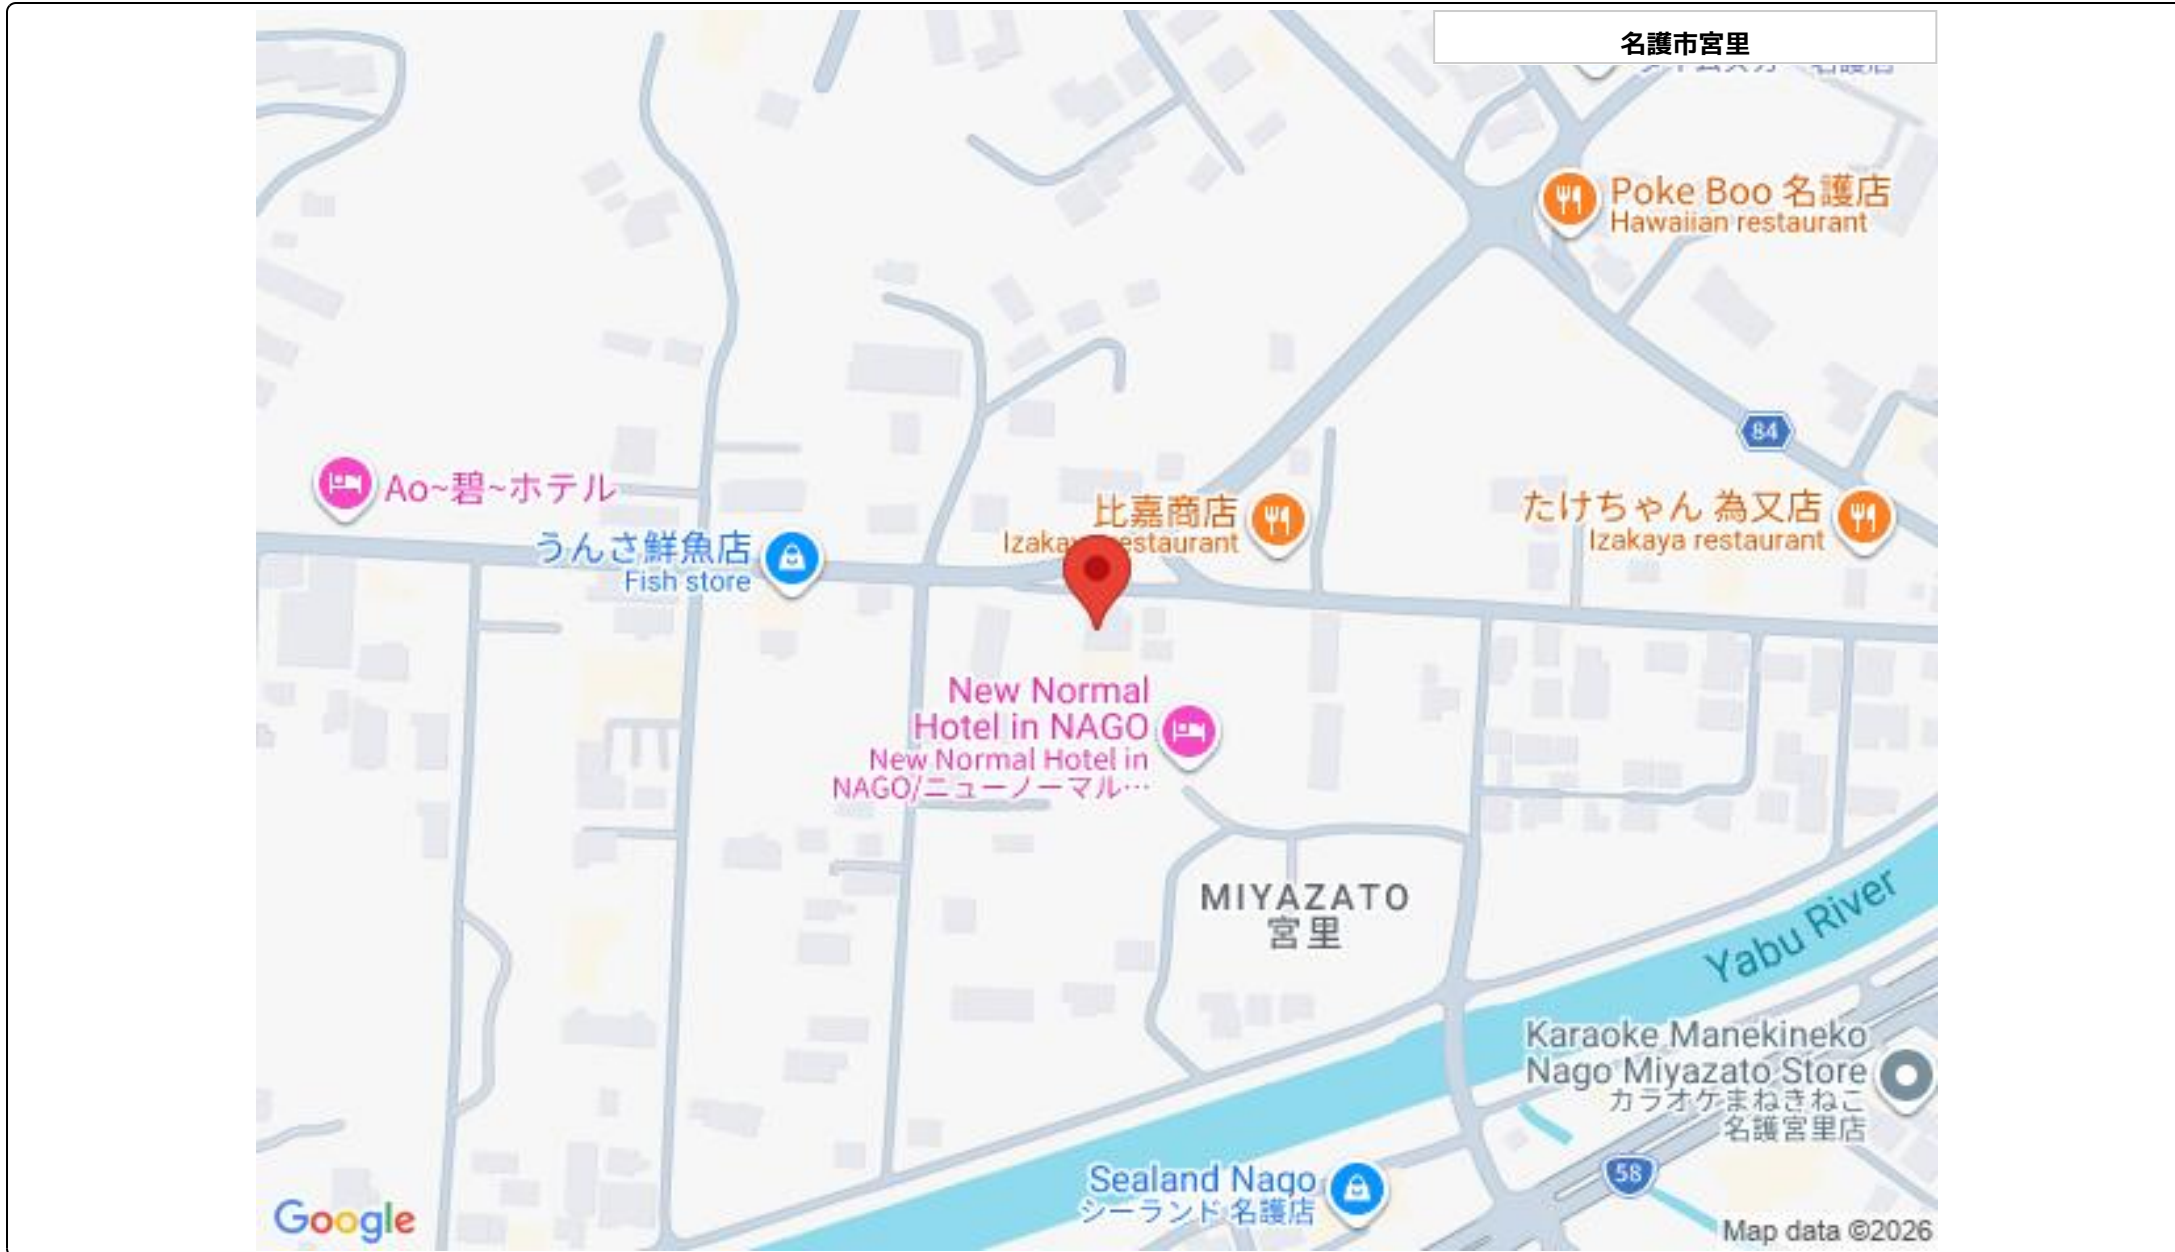 名護市宮里
Poke Boo 名護店
Hawaiian restaurant
84
Ao~碧~ホテル
うんさ鮮魚店
Fish store
比嘉商店
たけちゃん 為又店
Izakaya restaurant
New Normal
Hotel in NAGO
New Normal Hotel in
NAGO/ニューノーマル…
MIYAZATO
宮里
Yabu River
Karaoke Manekineko
Nago Miyazato Store
カラオケまねきねこ
名護宮里店
58
Sealand Nago
シーランド 名護店
Google
Map data ©2026